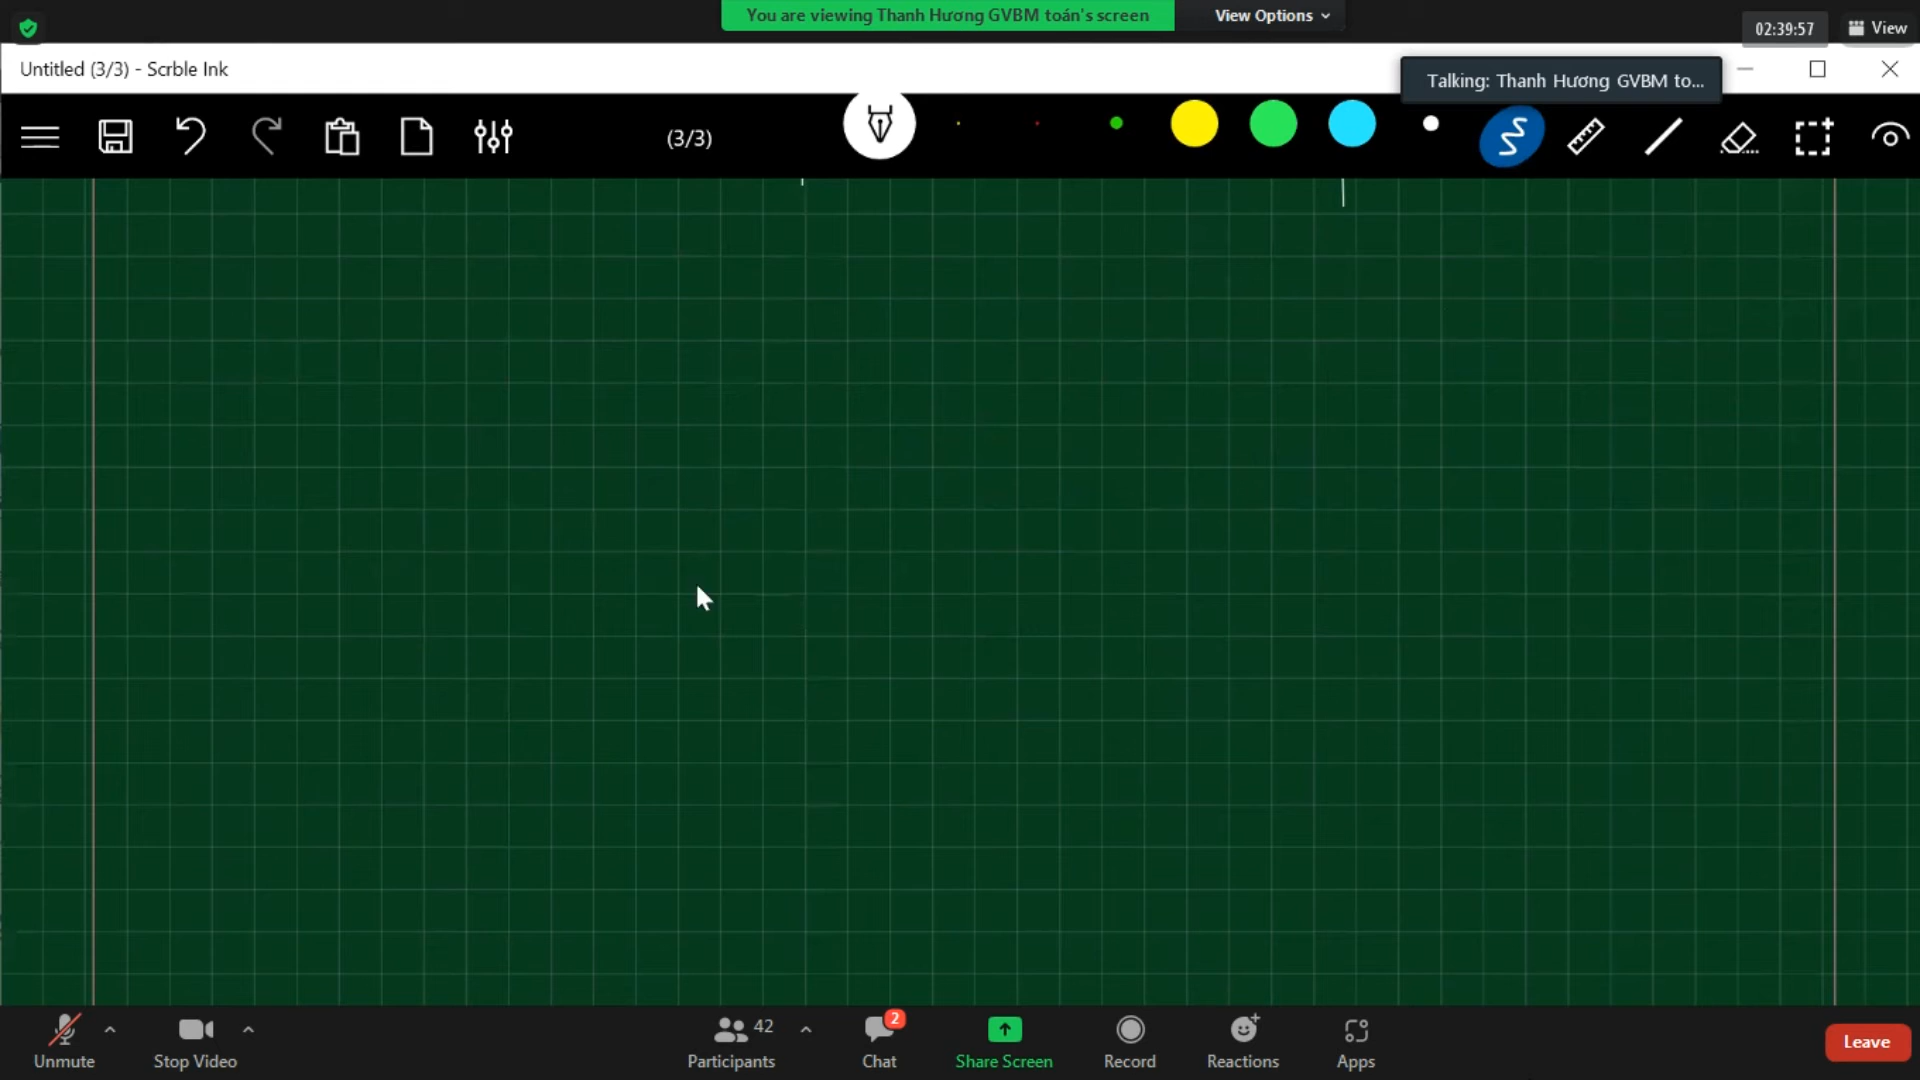 You are viewing Thanh Hương GVBM toán's screen
View Options
02:39:57
View
Untitled (3/3) - Scrble Ink
Talking: Thanh Hương GVBM to...
(3/3)
Unmute
Stop Video
42
Participants
2
Chat
Share Screen
Record
Reactions
Apps
Leave